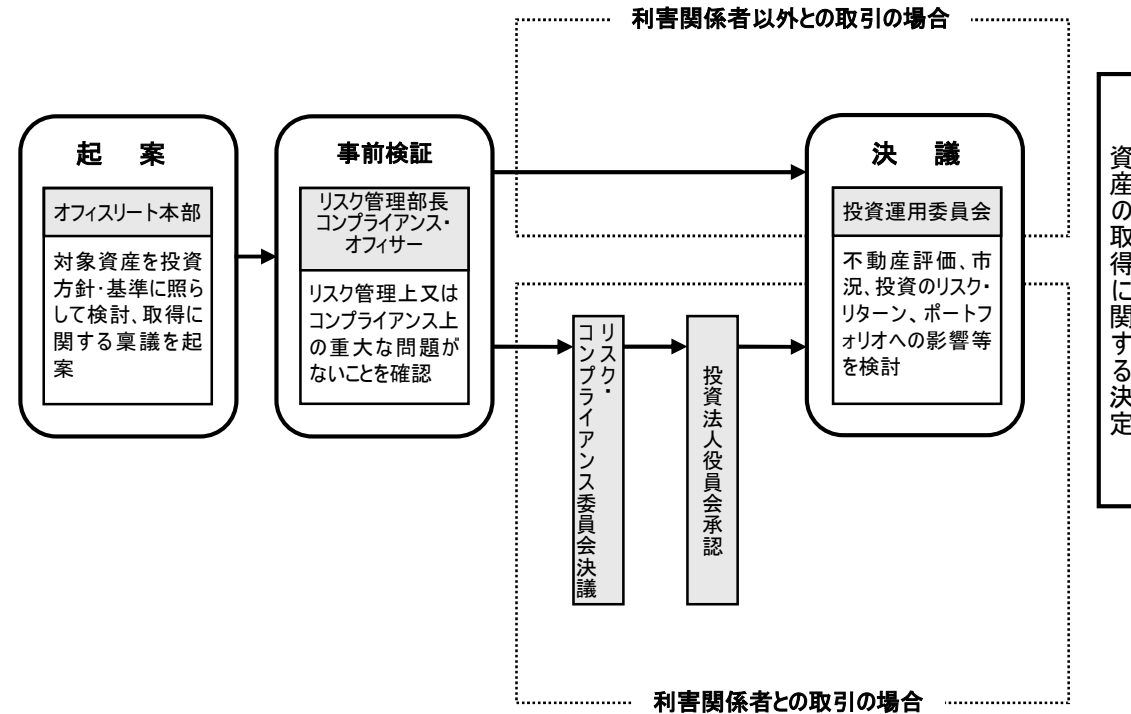 利害関係者以外との取引の場合
起 案
オフィスリート本部
対象資産を投資
方針・基準に照ら
して検討、取得に
関する稟議を起
案
事前検証
リスク管理部長
コンプライアンス・
オフィサー
リスク管理上又は
コンプライアンス上
の重大な問題が
ないことを確認
リスク・
コンプライアンス委員会決議
投資法人役員会承認
決 議
投資運用委員会
不動産評価、市
況、投資のリスク・
リターン、ポートフ
ォリオへの影響等
を検討
資産の取得に関する決定
利害関係者との取引の場合